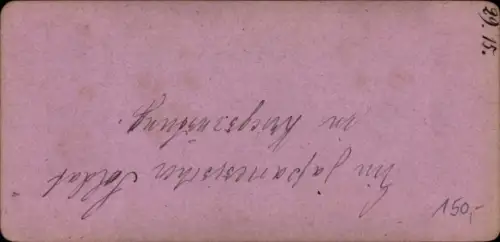 Ein japanesischer Soldat
in Kriegsrüstung.
150,-
29. 15.